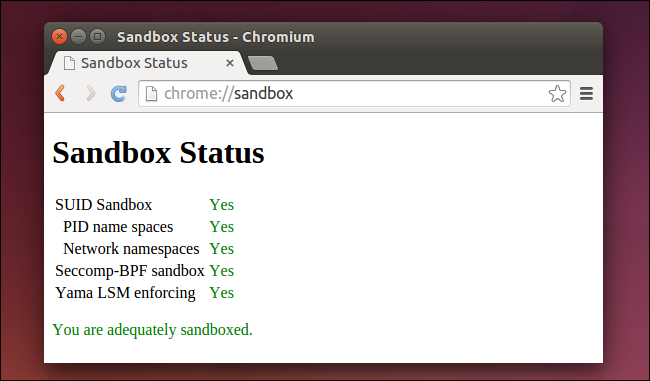 Sandbox Status - Chromium
Sandbox Status
chrome://sandbox
Sandbox Status
SUID Sandbox Yes
PID name spaces Yes
Network namespaces Yes
Seccomp-BPF sandbox Yes
Yama LSM enforcing Yes
You are adequately sandboxed.